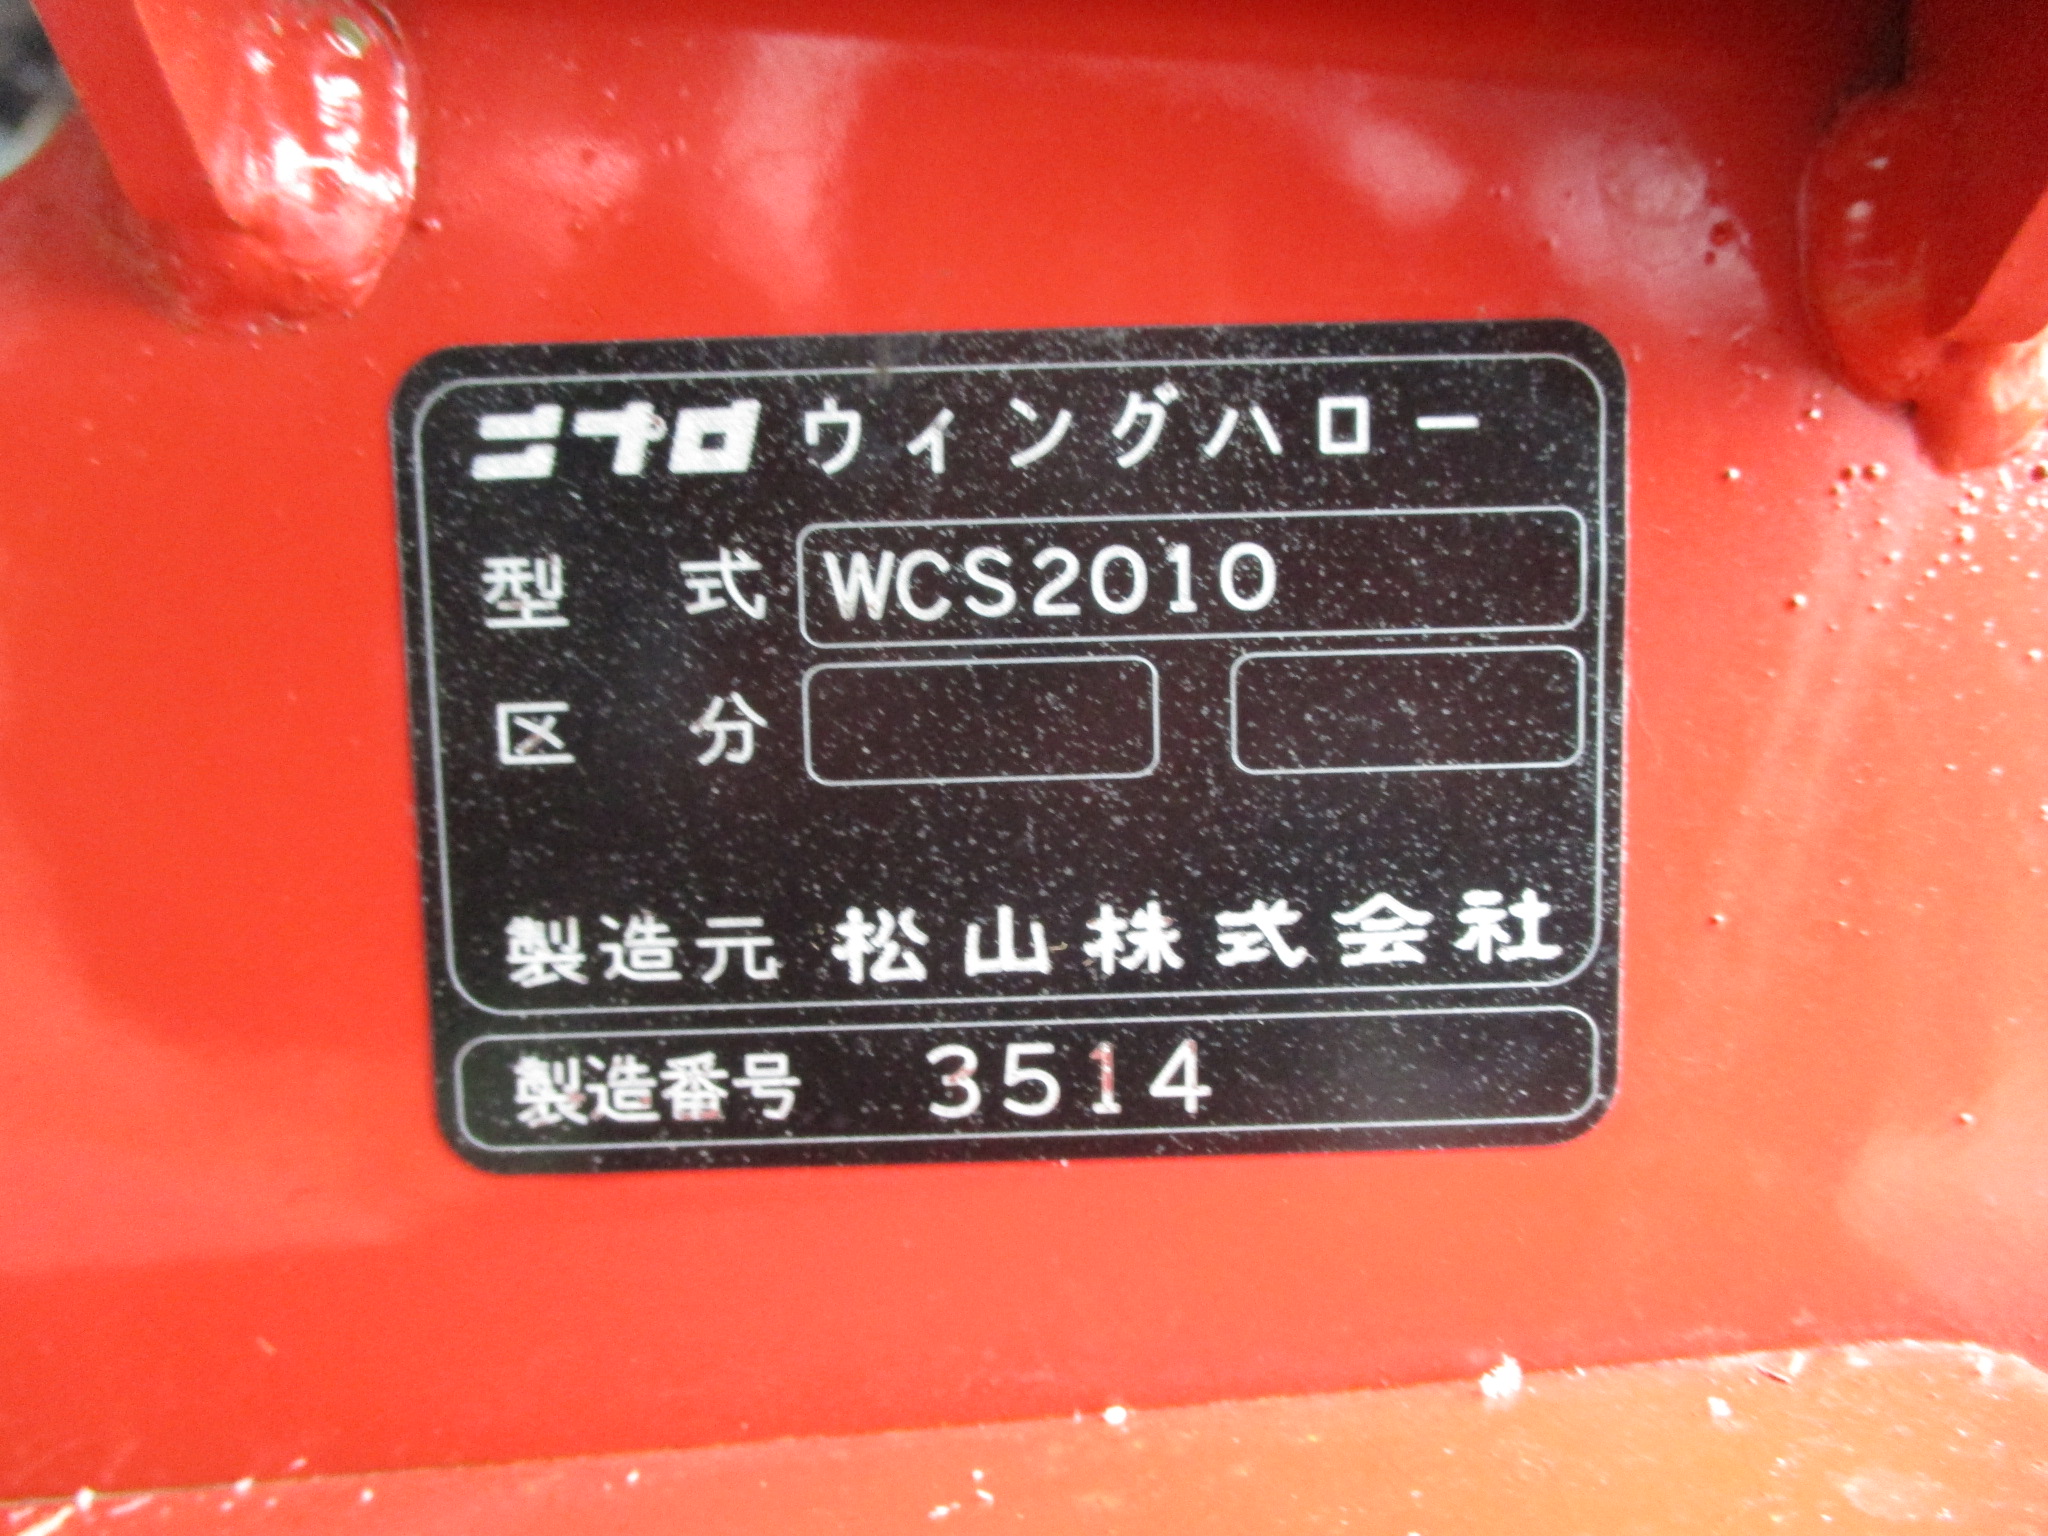 ニプロ ウィングハロー
型式 WCS2010
区分
製造元 松山株式会社
製造番号 3514